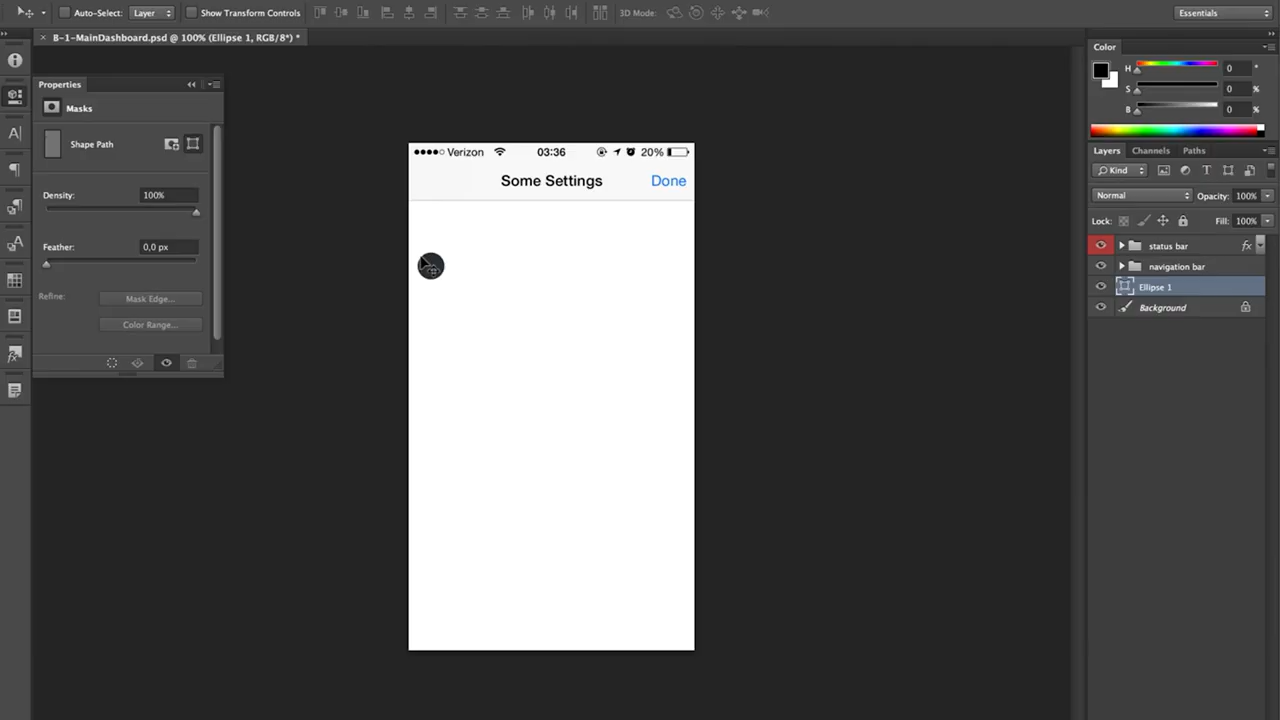 Auto-Select: Layer Show Transform Controls 3D Mode: Essentials
× B-1-MainDashboard.psd @ 100% (Ellipse 1, RGB/8*) *
Properties
Masks
Shape Path
Density: 100%
Feather: 0,0 px
Refine: Mask Edge...
Color Range...
Verizon 03:36 20%
Some Settings Done
Color
H 0 °
S 0 %
B 0 %
Layers Channels Paths
Kind T
Normal Opacity: 100%
Lock: Fill: 100%
status bar fx
navigation bar
Ellipse 1
Background